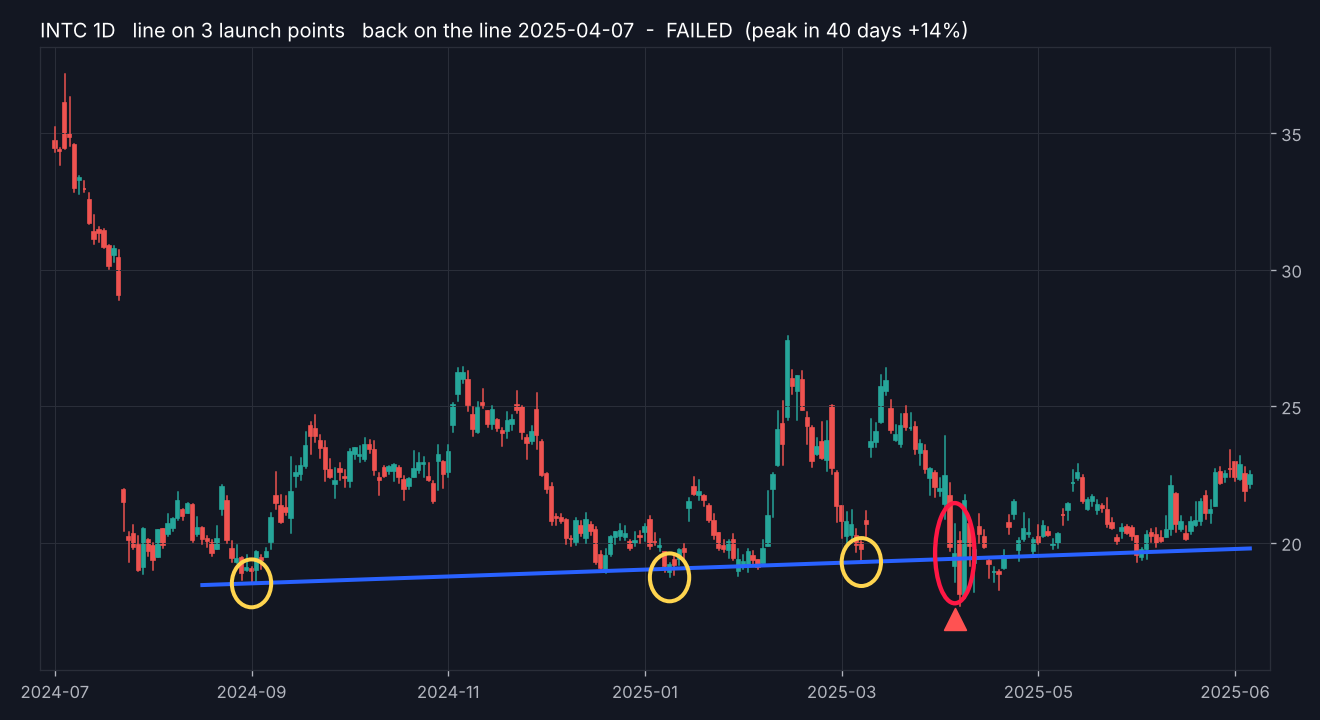 INTC 1D line on 3 launch points back on the line 2025-04-07 - FAILED (peak in 40 days +14%)
35
30
25
20
2024-07 2024-09 2024-11 2025-01 2025-03 2025-05 2025-06